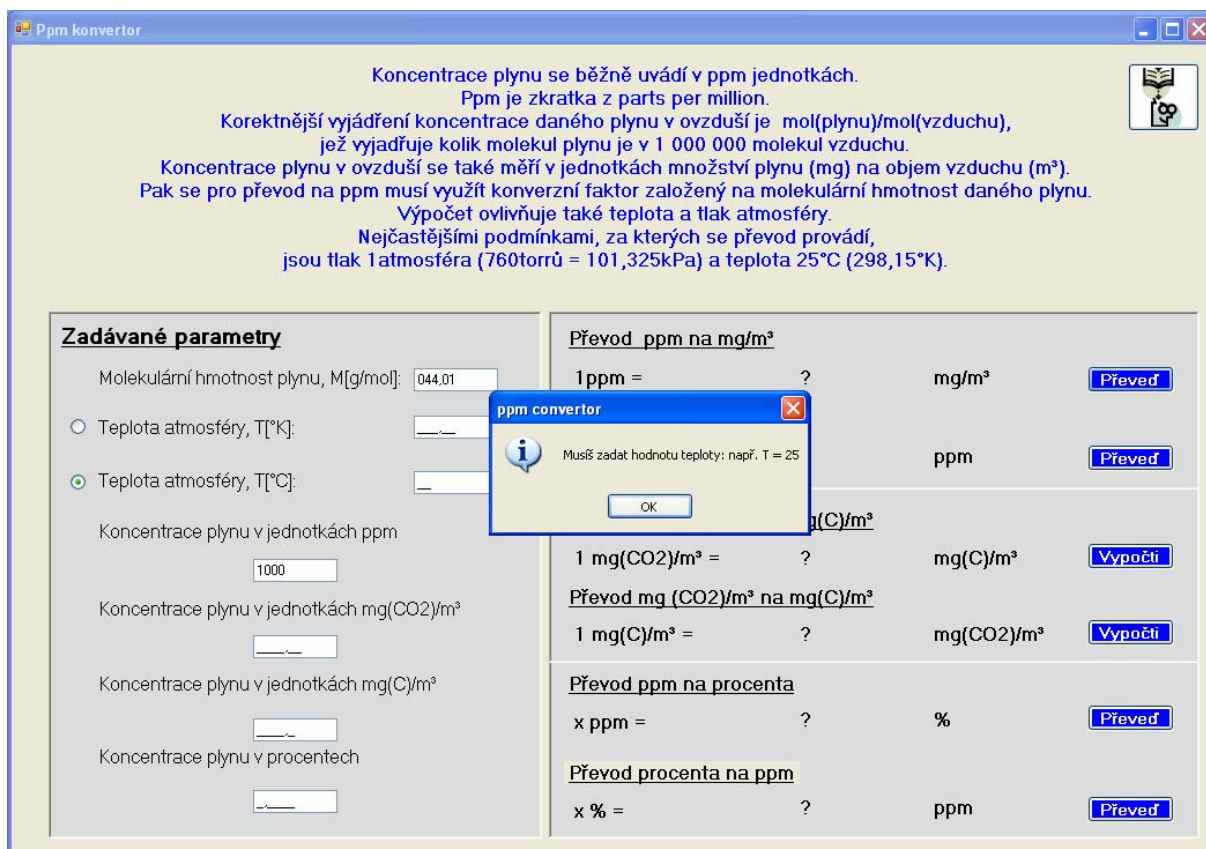 Ppm konvertor
Koncentrace plynu se běžně uvádí v ppm jednotkách.
Ppm je zkratka z parts per million.
Korektnější vyjádření koncentrace daného plynu v ovzduší je mol(plynu)/mol(vzduchu),
jež vyjadřuje kolik molekul plynu je v 1 000 000 molekul vzduchu.
Koncentrace plynu v ovzduší se také měří v jednotkách množství plynu (mg) na objem vzduchu (m³).
Pak se pro převod na ppm musí využít konverzní faktor založený na molekulární hmotnost daného plynu.
Výpočet ovlivňuje také teplota a tlak atmosféry.
Nejčastějšími podmínkami, za kterých se převod provádí,
jsou tlak 1atmosféra (760torrů = 101,325kPa) a teplota 25°C (298,15°K).
Zadávané parametry
Molekulární hmotnost plynu, M[g/mol]: 044,01
Teplota atmosféry, T[°K]: ___,__
Teplota atmosféry, T[°C]: __
Koncentrace plynu v jednotkách ppm
1000
Koncentrace plynu v jednotkách mg(CO2)/m³
____,__
Koncentrace plynu v jednotkách mg(C)/m³
____,_
Koncentrace plynu v procentech
_,____
Převod ppm na mg/m³
1ppm = ? mg/m³ Převeď
ppm Převeď
ppm convertor
Musíš zadat hodnotu teploty: např. T = 25
OK
g(C)/m³
1 mg(CO2)/m³ = ? mg(C)/m³ Vypočti
Převod mg (CO2)/m³ na mg(C)/m³
1 mg(C)/m³ = ? mg(CO2)/m³ Vypočti
Převod ppm na procenta
x ppm = ? % Převeď
Převod procenta na ppm
x % = ? ppm Převeď